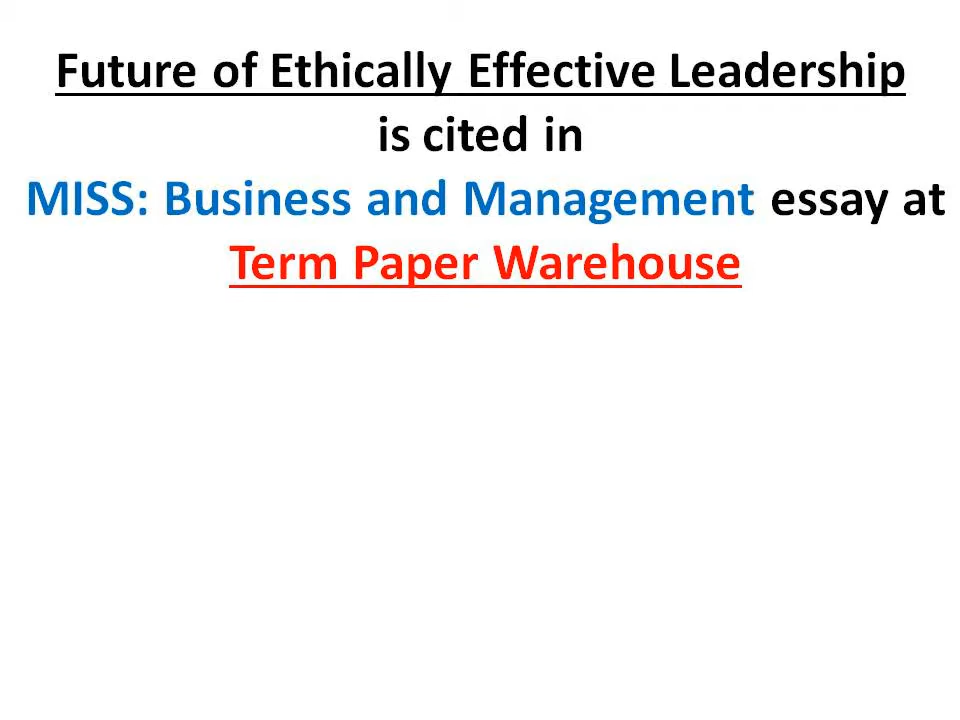 Future of Ethically Effective Leadership
is cited in
MISS: Business and Management essay at
Term Paper Warehouse